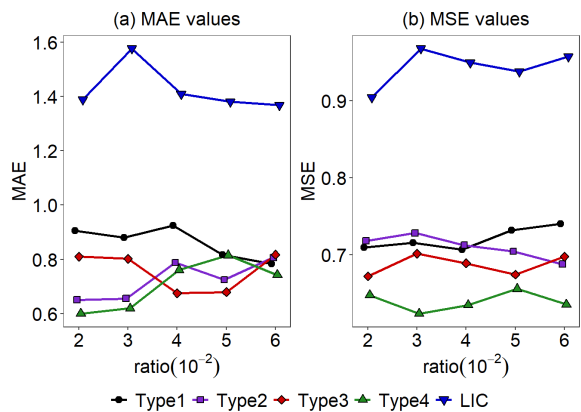 (a) MAE values
(b) MSE values
1.6
1.4
1.2
1.0
0.8
0.6
MAE
2 3 4 5 6
ratio(10⁻²)
0.9
0.7
MSE
2 3 4 5 6
ratio(10⁻²)
Type1 Type2 Type3 Type4 LIC